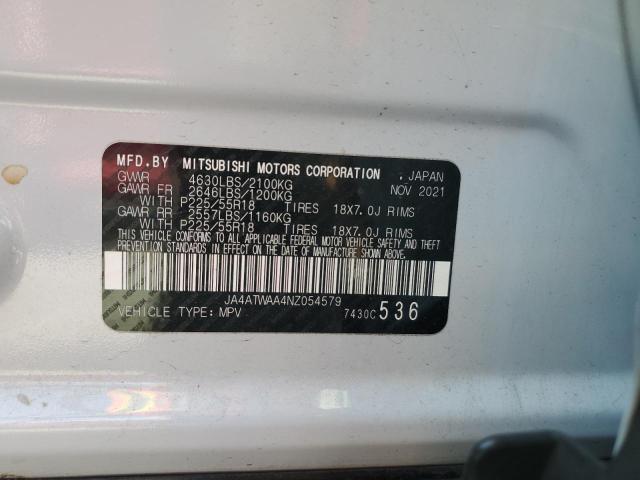 MFD.BY MITSUBISHI MOTORS CORPORATION , JAPAN
GVWR 4630LBS/2100KG NOV 2021
GAWR FR 2646LBS/1200KG
WITH P225/55R18 TIRES 18X7.0J RIMS
GAWR RR 2557LBS/1160KG
WITH P225/55R18 TIRES 18X7.0J RIMS
THIS VEHICLE CONFORMS TO ALL APPLICABLE FEDERAL MOTOR VEHICLE SAFETY AND THEFT
PREVENTION STANDARDS IN EFFECT ON THE DATE OF MANUFACTURE SHOWN ABOVE.
JA4ATWAA4NZ054579
VEHICLE TYPE: MPV 7430C 536